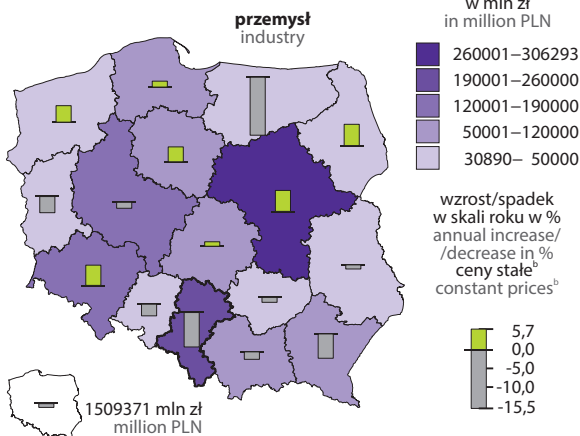 przemysł
industry
w mln zł
in million PLN
260001–306293
190001–260000
120001–190000
50001–120000
30890– 50000
wzrost/spadek
w skali roku w %
annual increase/
/decrease in %
ceny stałeᵇ
constant pricesᵇ
5,7
0,0
-5,0
-10,0
-15,5
1509371 mln zł
million PLN